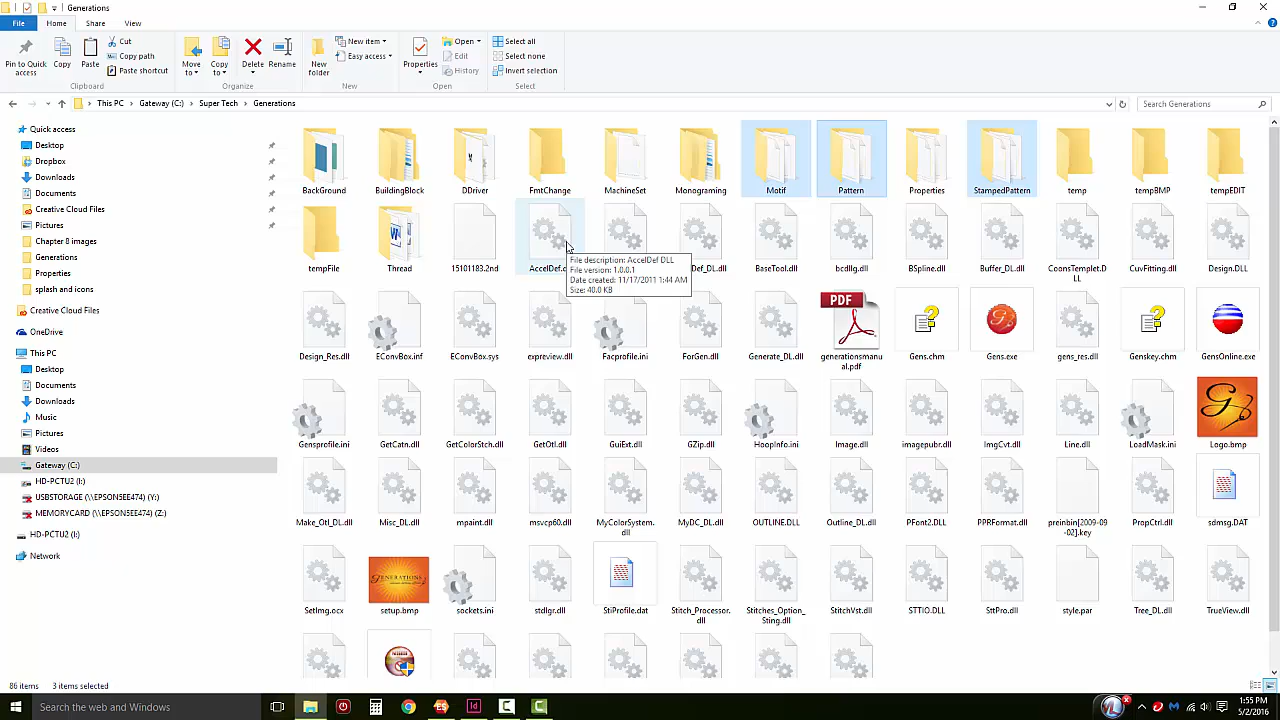 Generations
File Home Share View
Pin to Quick access
Copy
Paste
Cut
Copy path
Paste shortcut
Clipboard
Move to
Copy to
Delete
Rename
Organize
New folder
New item
Easy access
New
Properties
Open
Edit
History
Open
Select all
Select none
Invert selection
Select
This PC > Gateway (C:) > Super Tech > Generations
Search Generations
Quick access
Desktop
Dropbox
Downloads
Documents
Creative Cloud Files
Pictures
Chapter 8 images
Generations
Properties
splash and icons
Creative Cloud Files
OneDrive
This PC
Desktop
Documents
Downloads
Music
Pictures
Videos
Gateway (C:)
HD-PCTU2 (I:)
USBSTORAGE (\\EPSON5EE474) (Y:)
MEMORYCARD (\\EPSON5EE474) (Z:)
HD-PCTU2 (I:)
Network
BackGround BuildingBlock DDriver FmtChange MachineSet Monograming Motif Pattern Properties StampedPattern temp tempBMP tempEDIT
tempFile Thread 15101183.2nd BaseTool.dll bcdllg.dll BSpline.dll Buffer_DL.dll CoonsTemplet.D
LL CuvFitting.dll Design.DLL
File description: AccelDef DLL
File version: 1.0.0.1
Date created: 11/17/2011 1:44 AM
Size: 40.0 KB
Design_Res.dll EConvBox.inf EConvBox.sys expreview.dll Facprofile.ini ForGen.dll Generate_DL.dll generationsmanu
al.pdf Gens.chm Gens.exe gens_res.dll Genskey.chm GensOnline.exe
PDF
Gensprofile.ini GetCatn.dll GetColorStch.dll GetOtl.dll GuiExt.dll GZip.dll HoopInfo.ini Image.dll imagepubr.dll ImgCvt.dll Line.dll LoadMask.ini Logo.bmp
Make_Otl_DL.dll Misc_DL.dll mpaint.dll msvcp60.dll MyColorSystem.
dll MyDC_DL.dll OUTLINE.DLL Outline_DL.dll PFont2.DLL PPRFormat.dll preinbin[2009-09
-02].key PropCtrl.dll sdmsg.DAT
SetImg.ocx setup.bmp sockets.ini stdlgr.dll StiProfile.dat Stitch_Processor.
dll Stitches_Option_
Sting.dll StitchVst.dll STTIO.DLL SttPro.dll style.par Tree_DL.dll TrueView.dll
GENERATIONS
86 items 3 items selected
Search the web and Windows
1:55 PM
5/2/2016